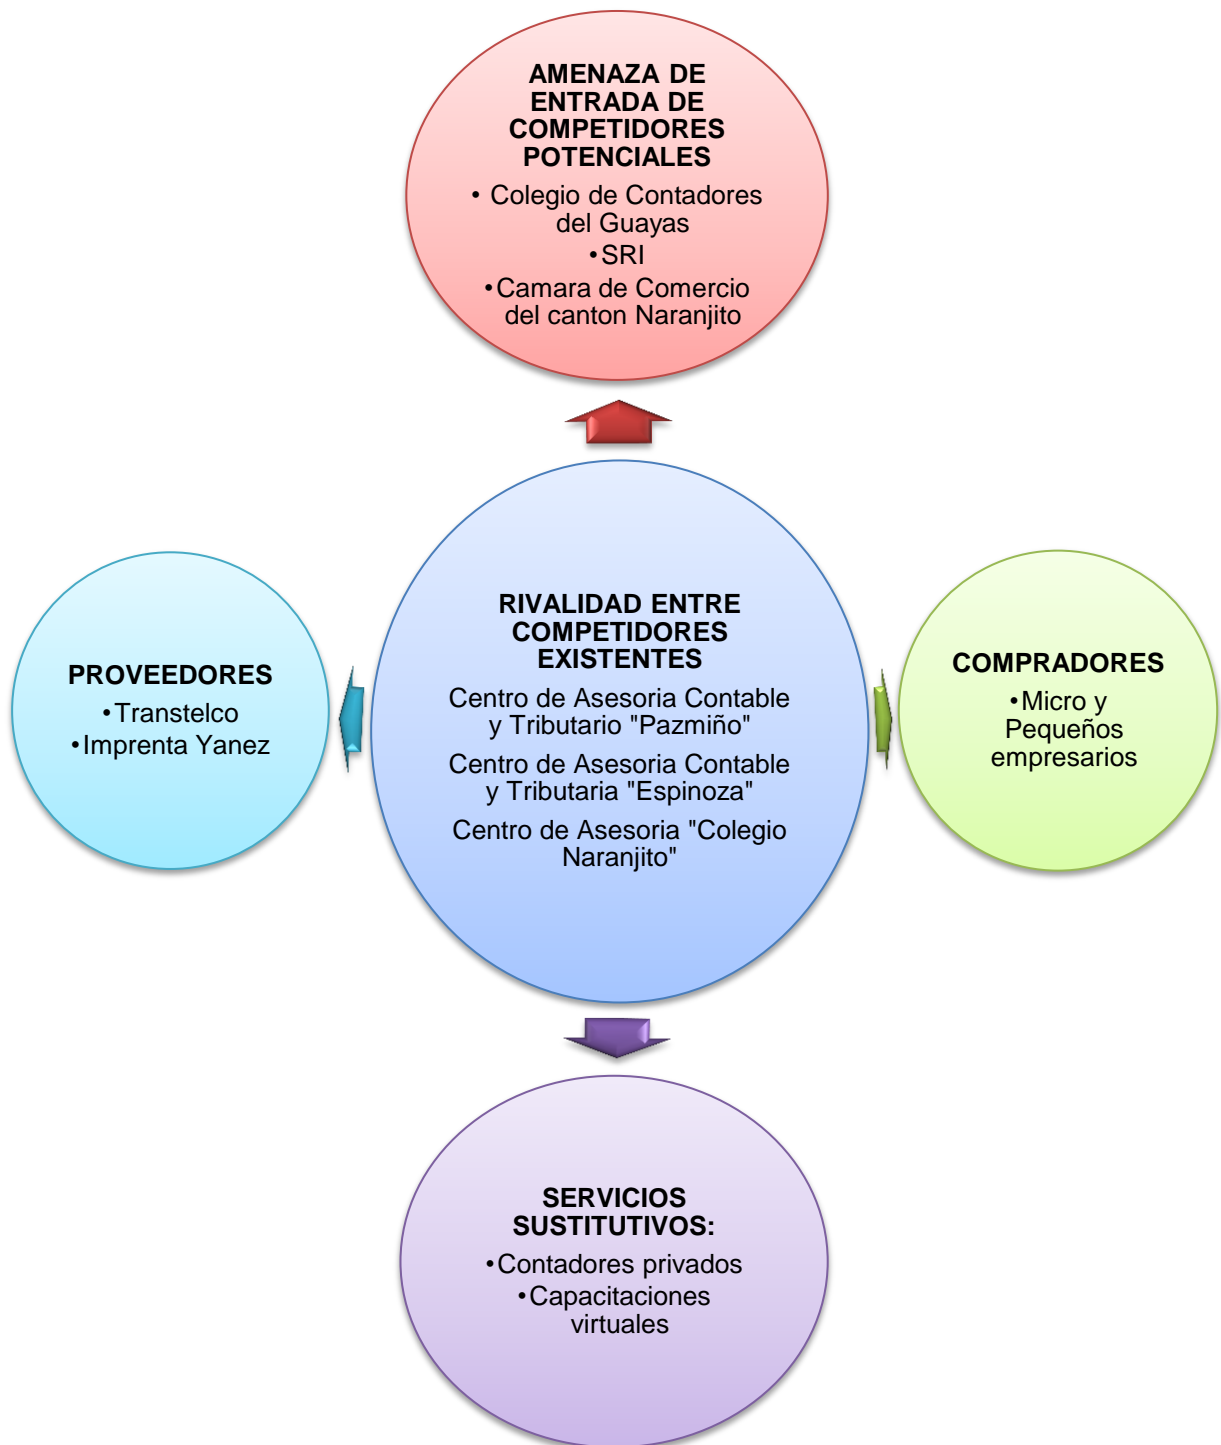 AMENAZA DE
ENTRADA DE
COMPETIDORES
POTENCIALES
• Colegio de Contadores
del Guayas
•SRI
•Camara de Comercio
del canton Naranjito
PROVEEDORES
•Transtelco
•Imprenta Yanez
RIVALIDAD ENTRE
COMPETIDORES
EXISTENTES
Centro de Asesoria Contable
y Tributario "Pazmiño"
Centro de Asesoria Contable
y Tributaria "Espinoza"
Centro de Asesoria "Colegio
Naranjito"
COMPRADORES
•Micro y
Pequeños
empresarios
SERVICIOS
SUSTITUTIVOS:
•Contadores privados
•Capacitaciones
virtuales